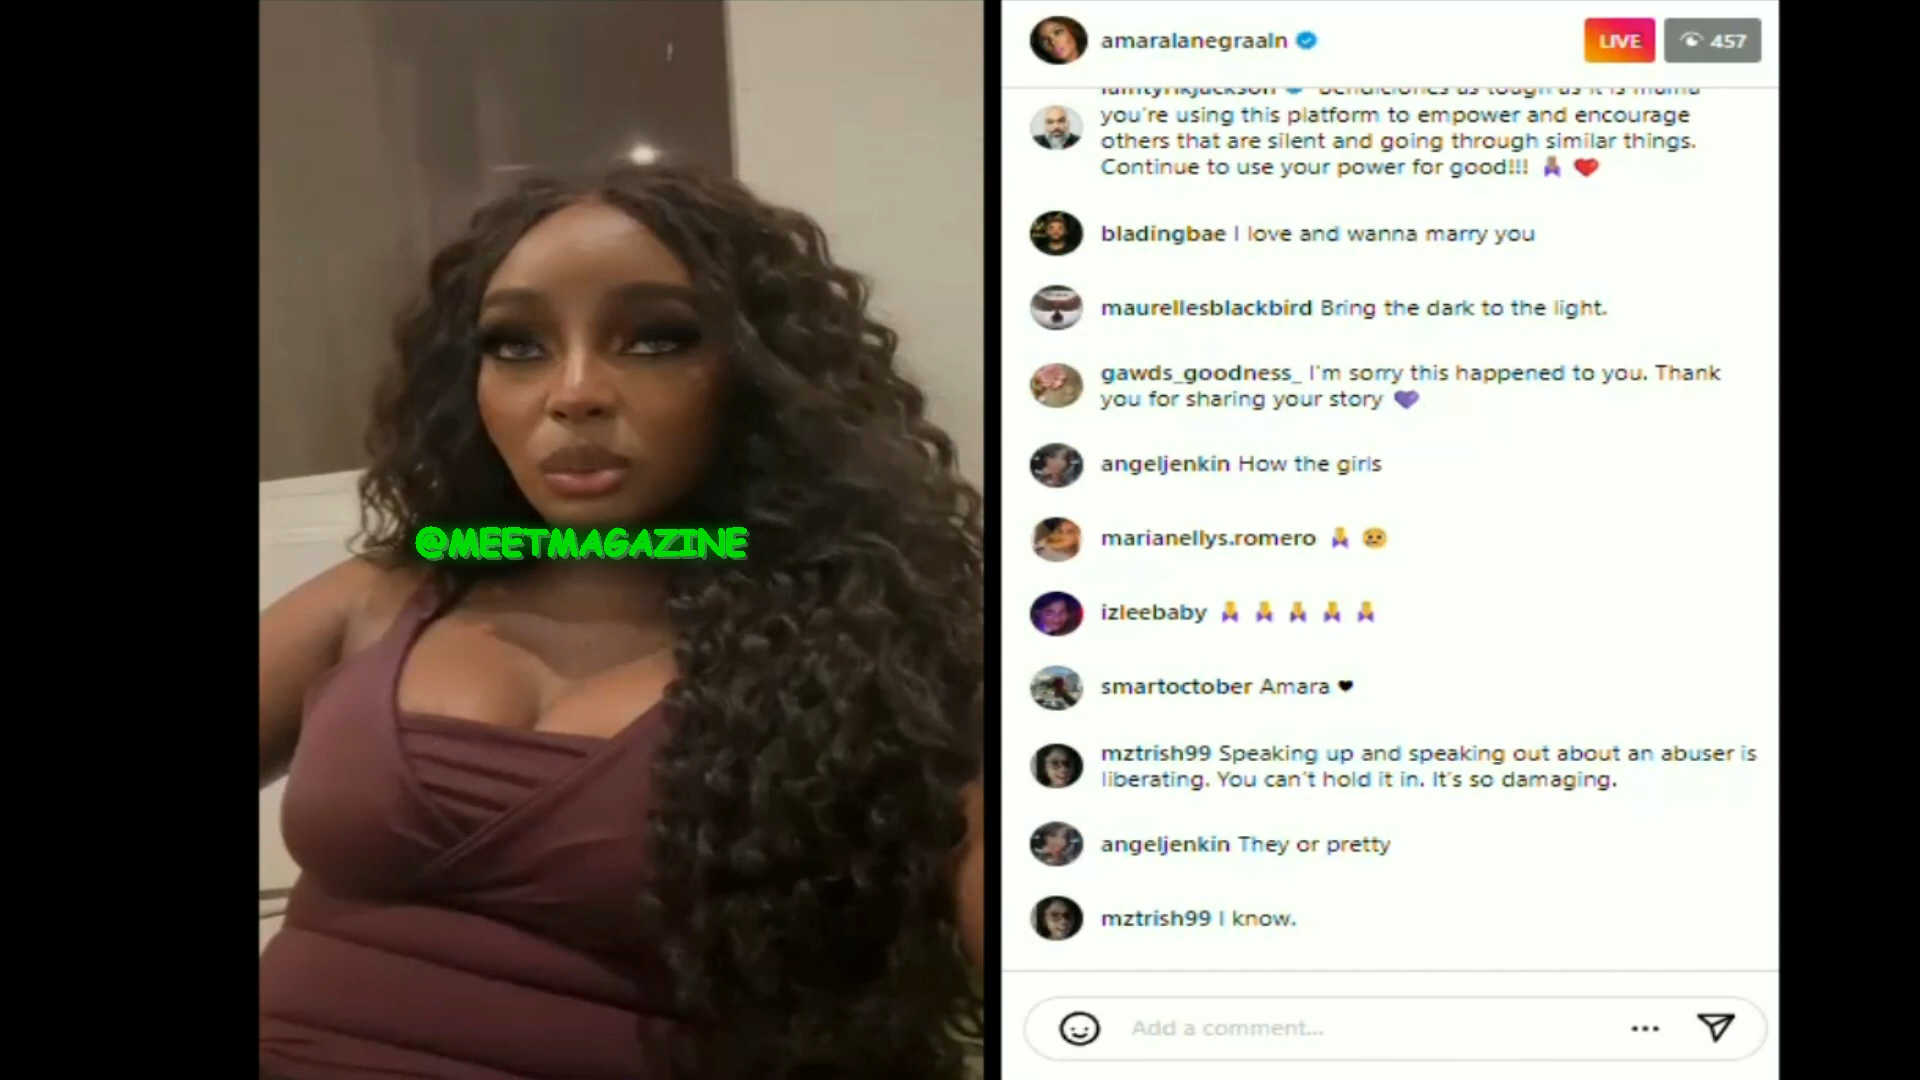 @MEETMAGAZINE
amaralanegraaln
LIVE
457
you're using this platform to empower and encourage
others that are silent and going through similar things.
Continue to use your power for good!!!
bladingbae I love and wanna marry you
maurellesblackbird Bring the dark to the light.
gawds_goodness_ I'm sorry this happened to you. Thank
you for sharing your story
angeljenkin How the girls
marianellys.romero
izleebaby
smartoctober Amara
mztrish99 Speaking up and speaking out about an abuser is
liberating. You can't hold it in. It's so damaging.
angeljenkin They or pretty
mztrish99 I know.
Add a comment...